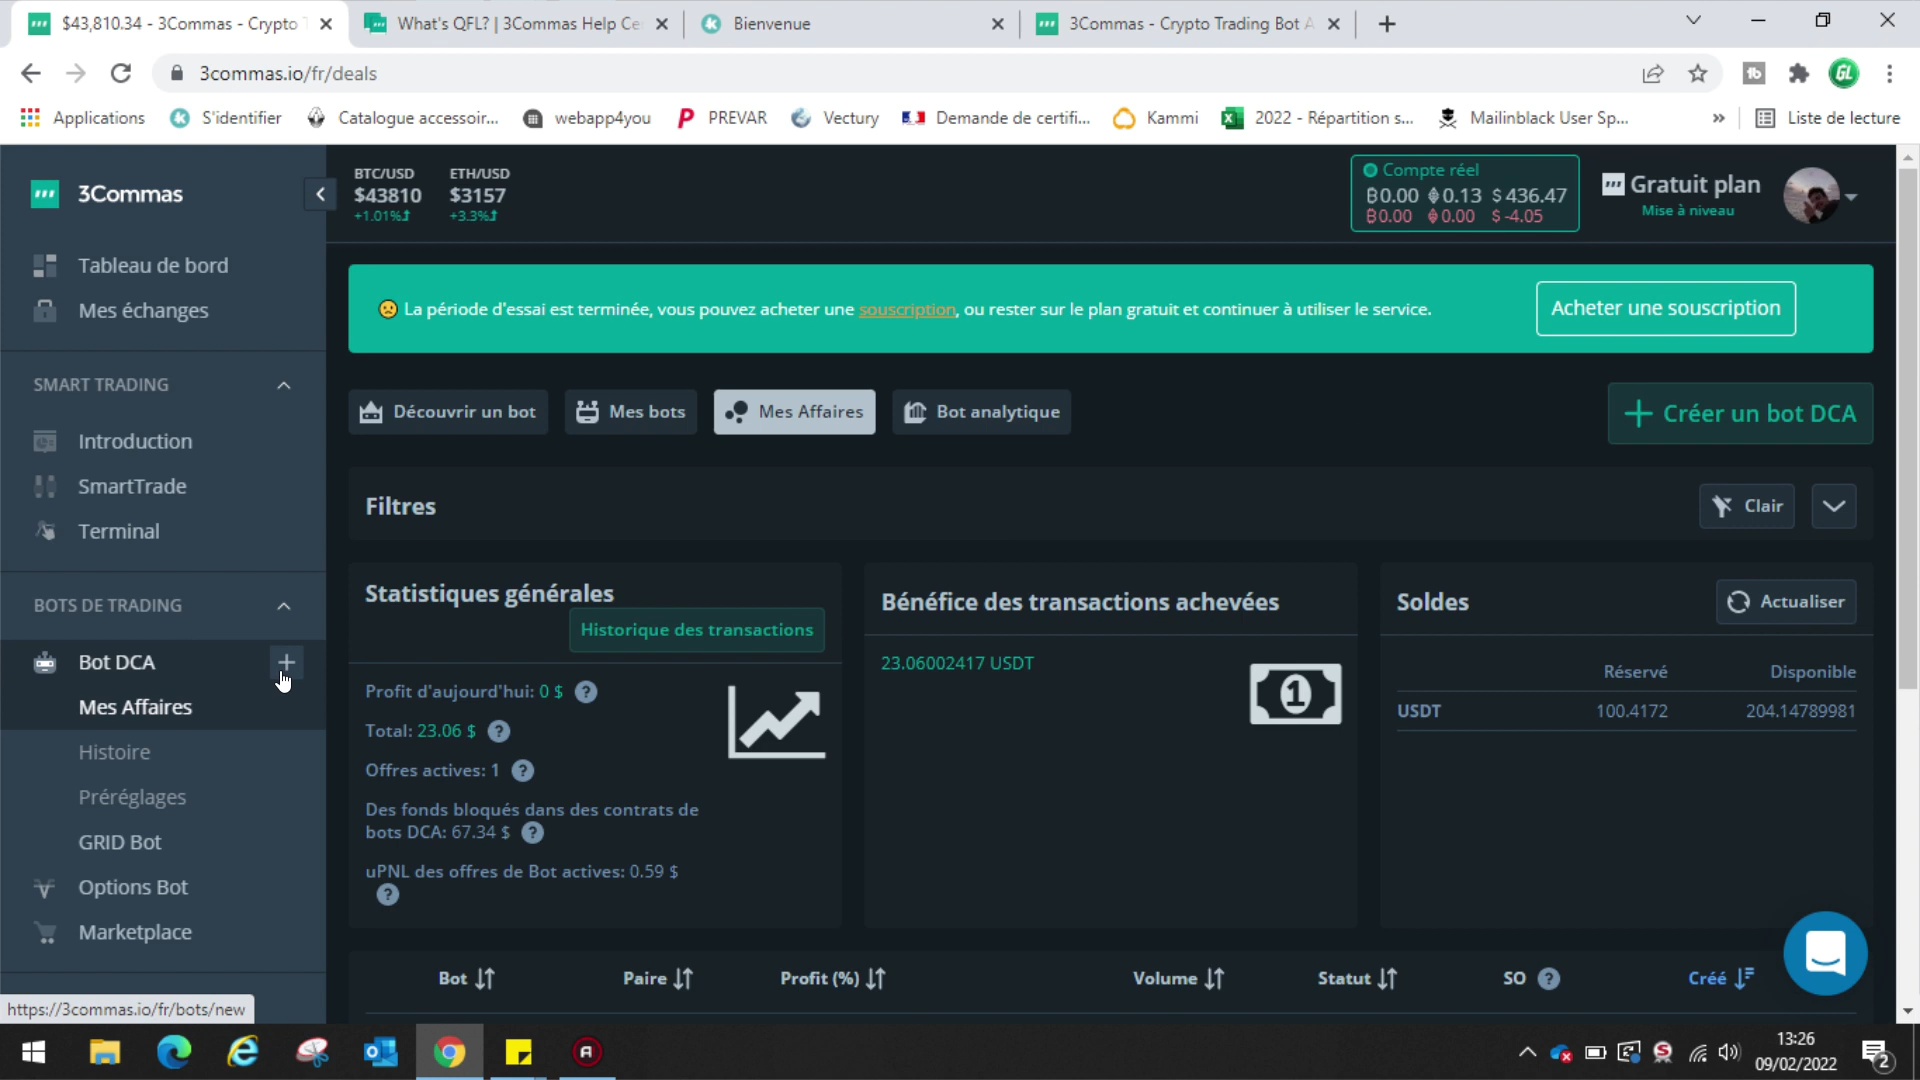 $43,810.34 - 3Commas - Crypto T
What's QFL? | 3Commas Help Ce
Bienvenue
3Commas - Crypto Trading Bot A
3commas.io/fr/deals
Applications
S'identifier
Catalogue accessoir...
webapp4you
PREVAR
Vectury
Demande de certifi...
Kammi
2022 - Répartition s...
Mailinblack User Sp...
»
Liste de lecture
3Commas
BTC/USD
$43810
+1.01%
ETH/USD
$3157
+3.3%
Compte réel
0.00 0.13 $ 436.47
0.00 0.00 $ -4.05
Gratuit plan
Mise à niveau
Tableau de bord
Mes échanges
SMART TRADING
Introduction
SmartTrade
Terminal
BOTS DE TRADING
Bot DCA
Mes Affaires
Histoire
Préréglages
GRID Bot
Options Bot
Marketplace
https://3commas.io/fr/bots/new
La période d'essai est terminée, vous pouvez acheter une souscription, ou rester sur le plan gratuit et continuer à utiliser le service.
Acheter une souscription
Découvrir un bot
Mes bots
Mes Affaires
Bot analytique
+ Créer un bot DCA
Filtres
Clair
Statistiques générales
Historique des transactions
Profit d'aujourd'hui: 0 $ ?
Total: 23.06 $ ?
Offres actives: 1 ?
Des fonds bloqués dans des contrats de
bots DCA: 67.34 $ ?
uPNL des offres de Bot actives: 0.59 $
?
Bénéfice des transactions achevées
23.06002417 USDT
1
Soldes
Actualiser
Réservé Disponible
USDT 100.4172 204.14789981
Bot Paire Profit (%) Volume Statut SO ? Créé
13:26
09/02/2022
2